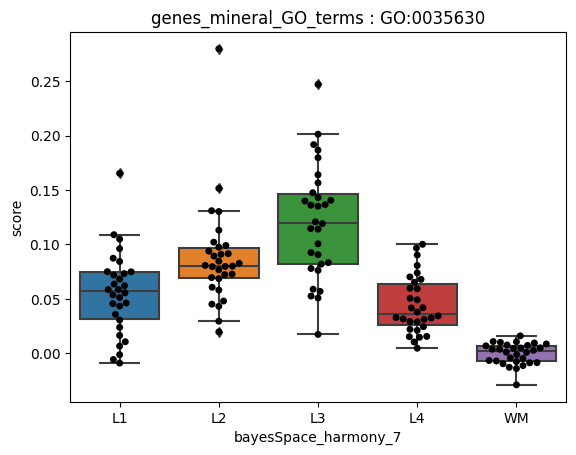 genes_mineral_GO_terms : GO:0035630
0.25
0.20
0.15
0.10
0.05
0.00
score
L1 L2 L3 L4 WM
bayesSpace_harmony_7